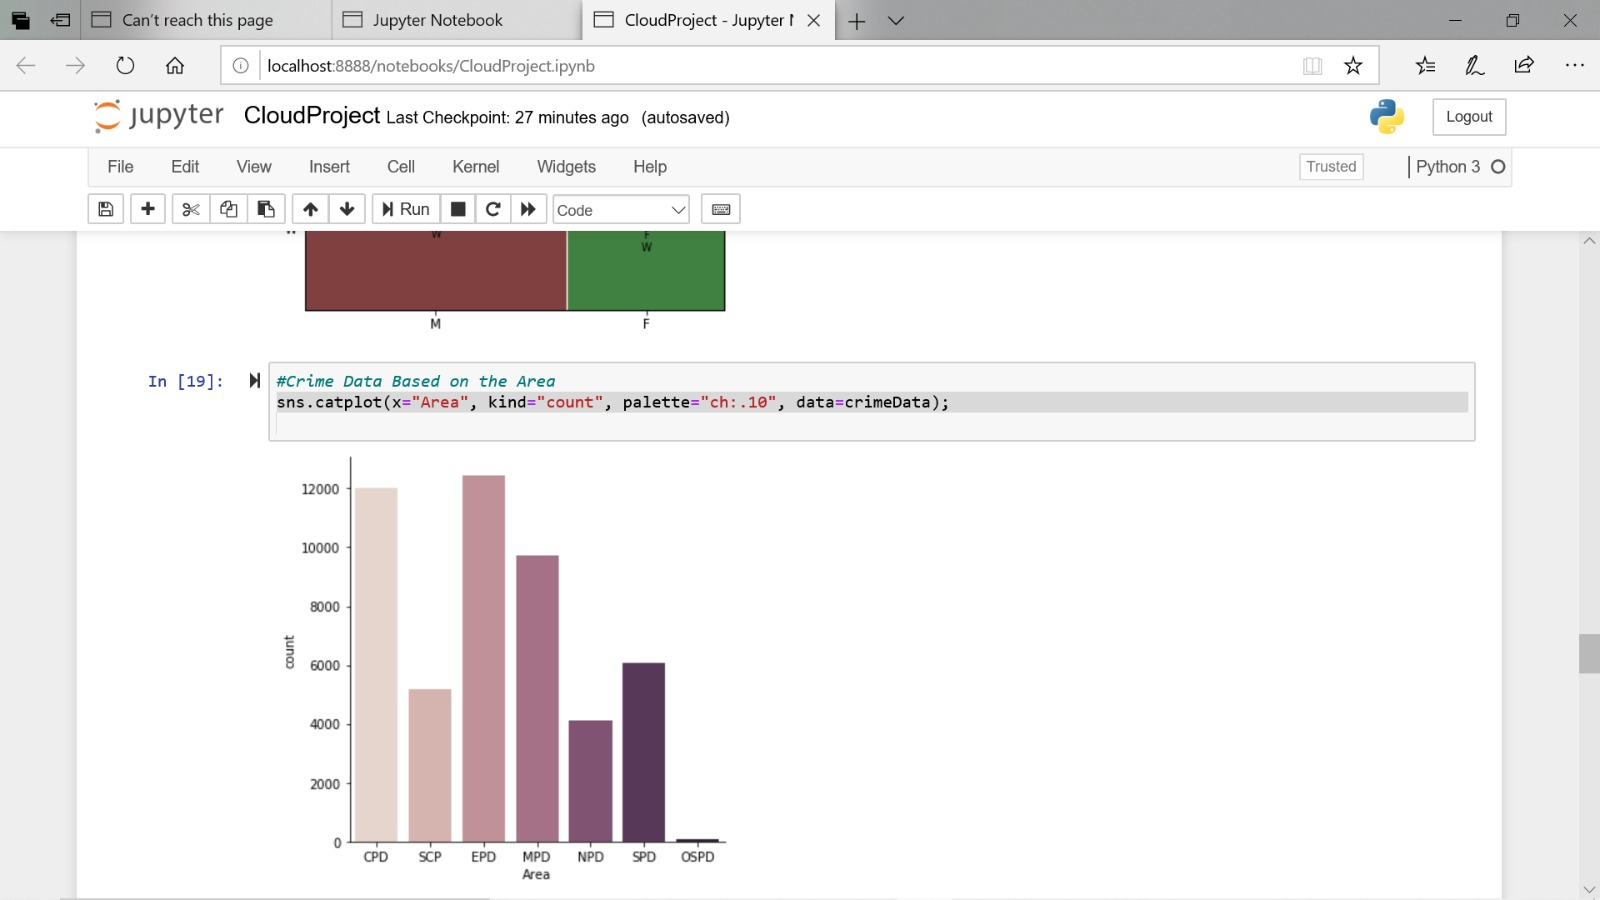 Can't reach this page
Jupyter Notebook
CloudProject - Jupyter N
localhost:8888/notebooks/CloudProject.ipynb
jupyter CloudProject Last Checkpoint: 27 minutes ago (autosaved)
Logout
File Edit View Insert Cell Kernel Widgets Help
Trusted Python 3
Run Code
W F
W
M F
In [19]:
#Crime Data Based on the Area
sns.catplot(x="Area", kind="count", palette="ch:.10", data=crimeData);
12000
10000
8000
6000
4000
2000
0
count
CPD SCP EPD MPD NPD SPD OSPD
Area